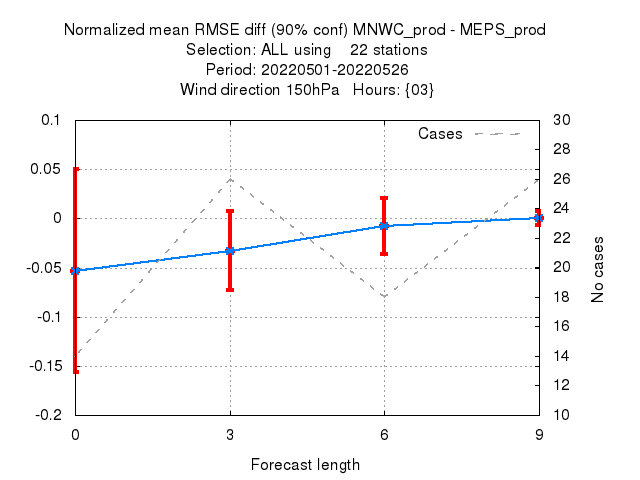 Normalized mean RMSE diff (90% conf) MNWC_prod - MEPS_prod
Selection: ALL using 22 stations
Period: 20220501-20220526
Wind direction 150hPa Hours: {03}
0.1
0.05
0
-0.05
-0.1
-0.15
-0.2
Cases
30
28
26
24
22
20
18
16
14
12
10
No cases
0 3 6 9
Forecast length